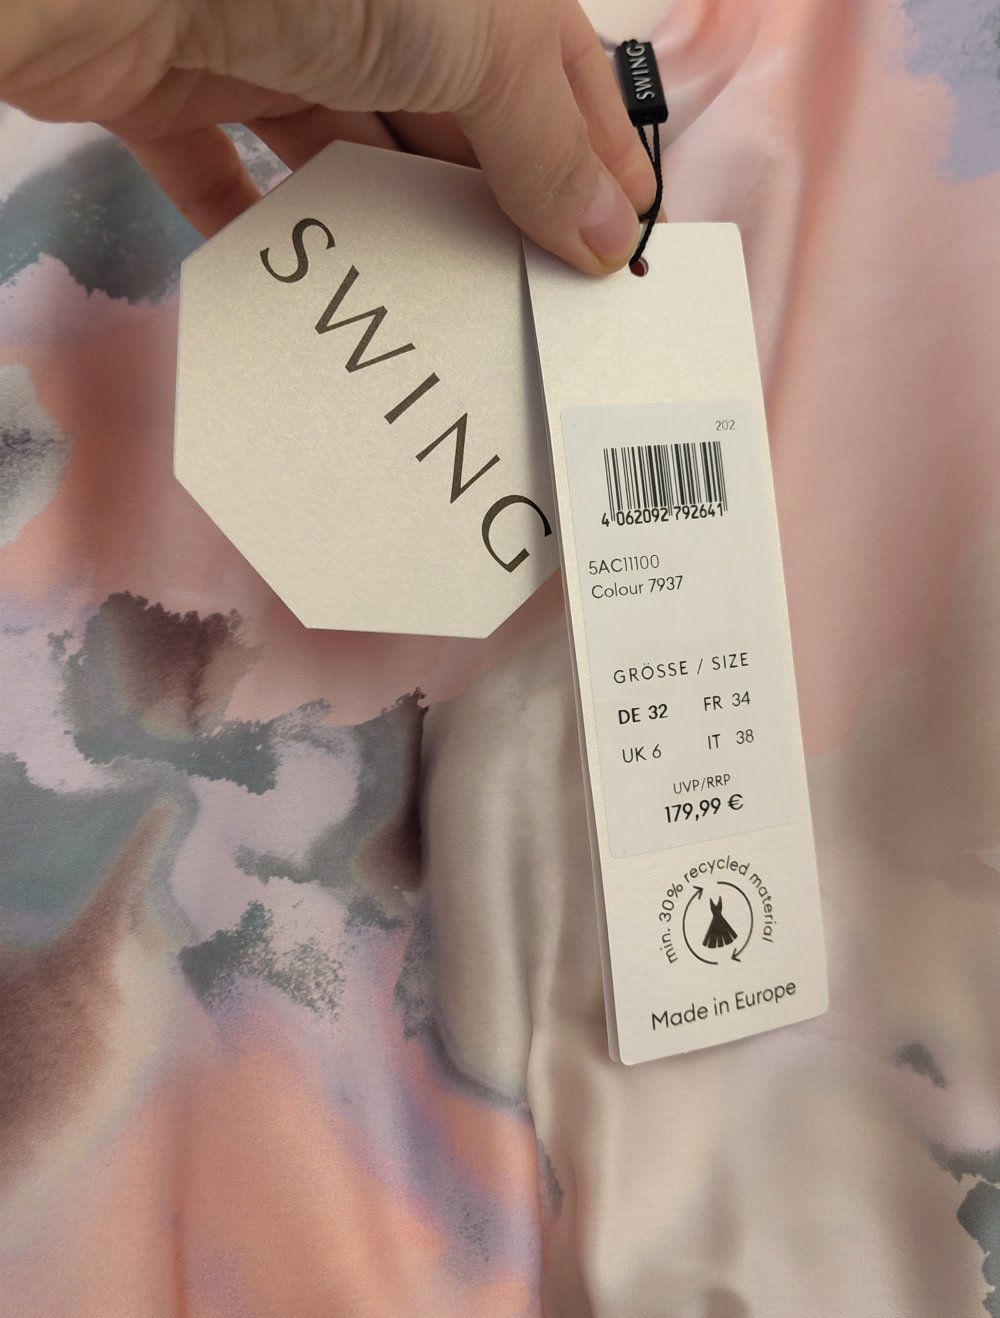 SWING
SWING
202
4 062092 792641
5AC11100
Colour 7937
GRÖSSE / SIZE
DE 32 FR 34
UK 6 IT 38
UVP/RRP
179,99 €
min. 30% recycled material
Made in Europe